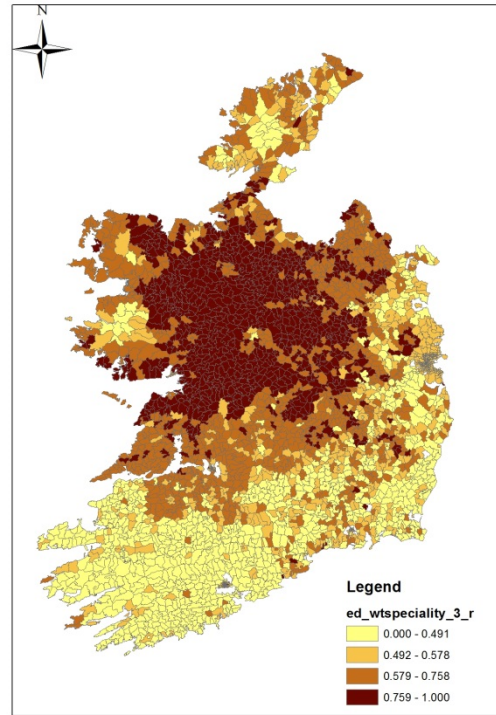 N
Legend
ed_wtspeciality_3_r
0.000 - 0.491
0.492 - 0.578
0.579 - 0.758
0.759 - 1.000